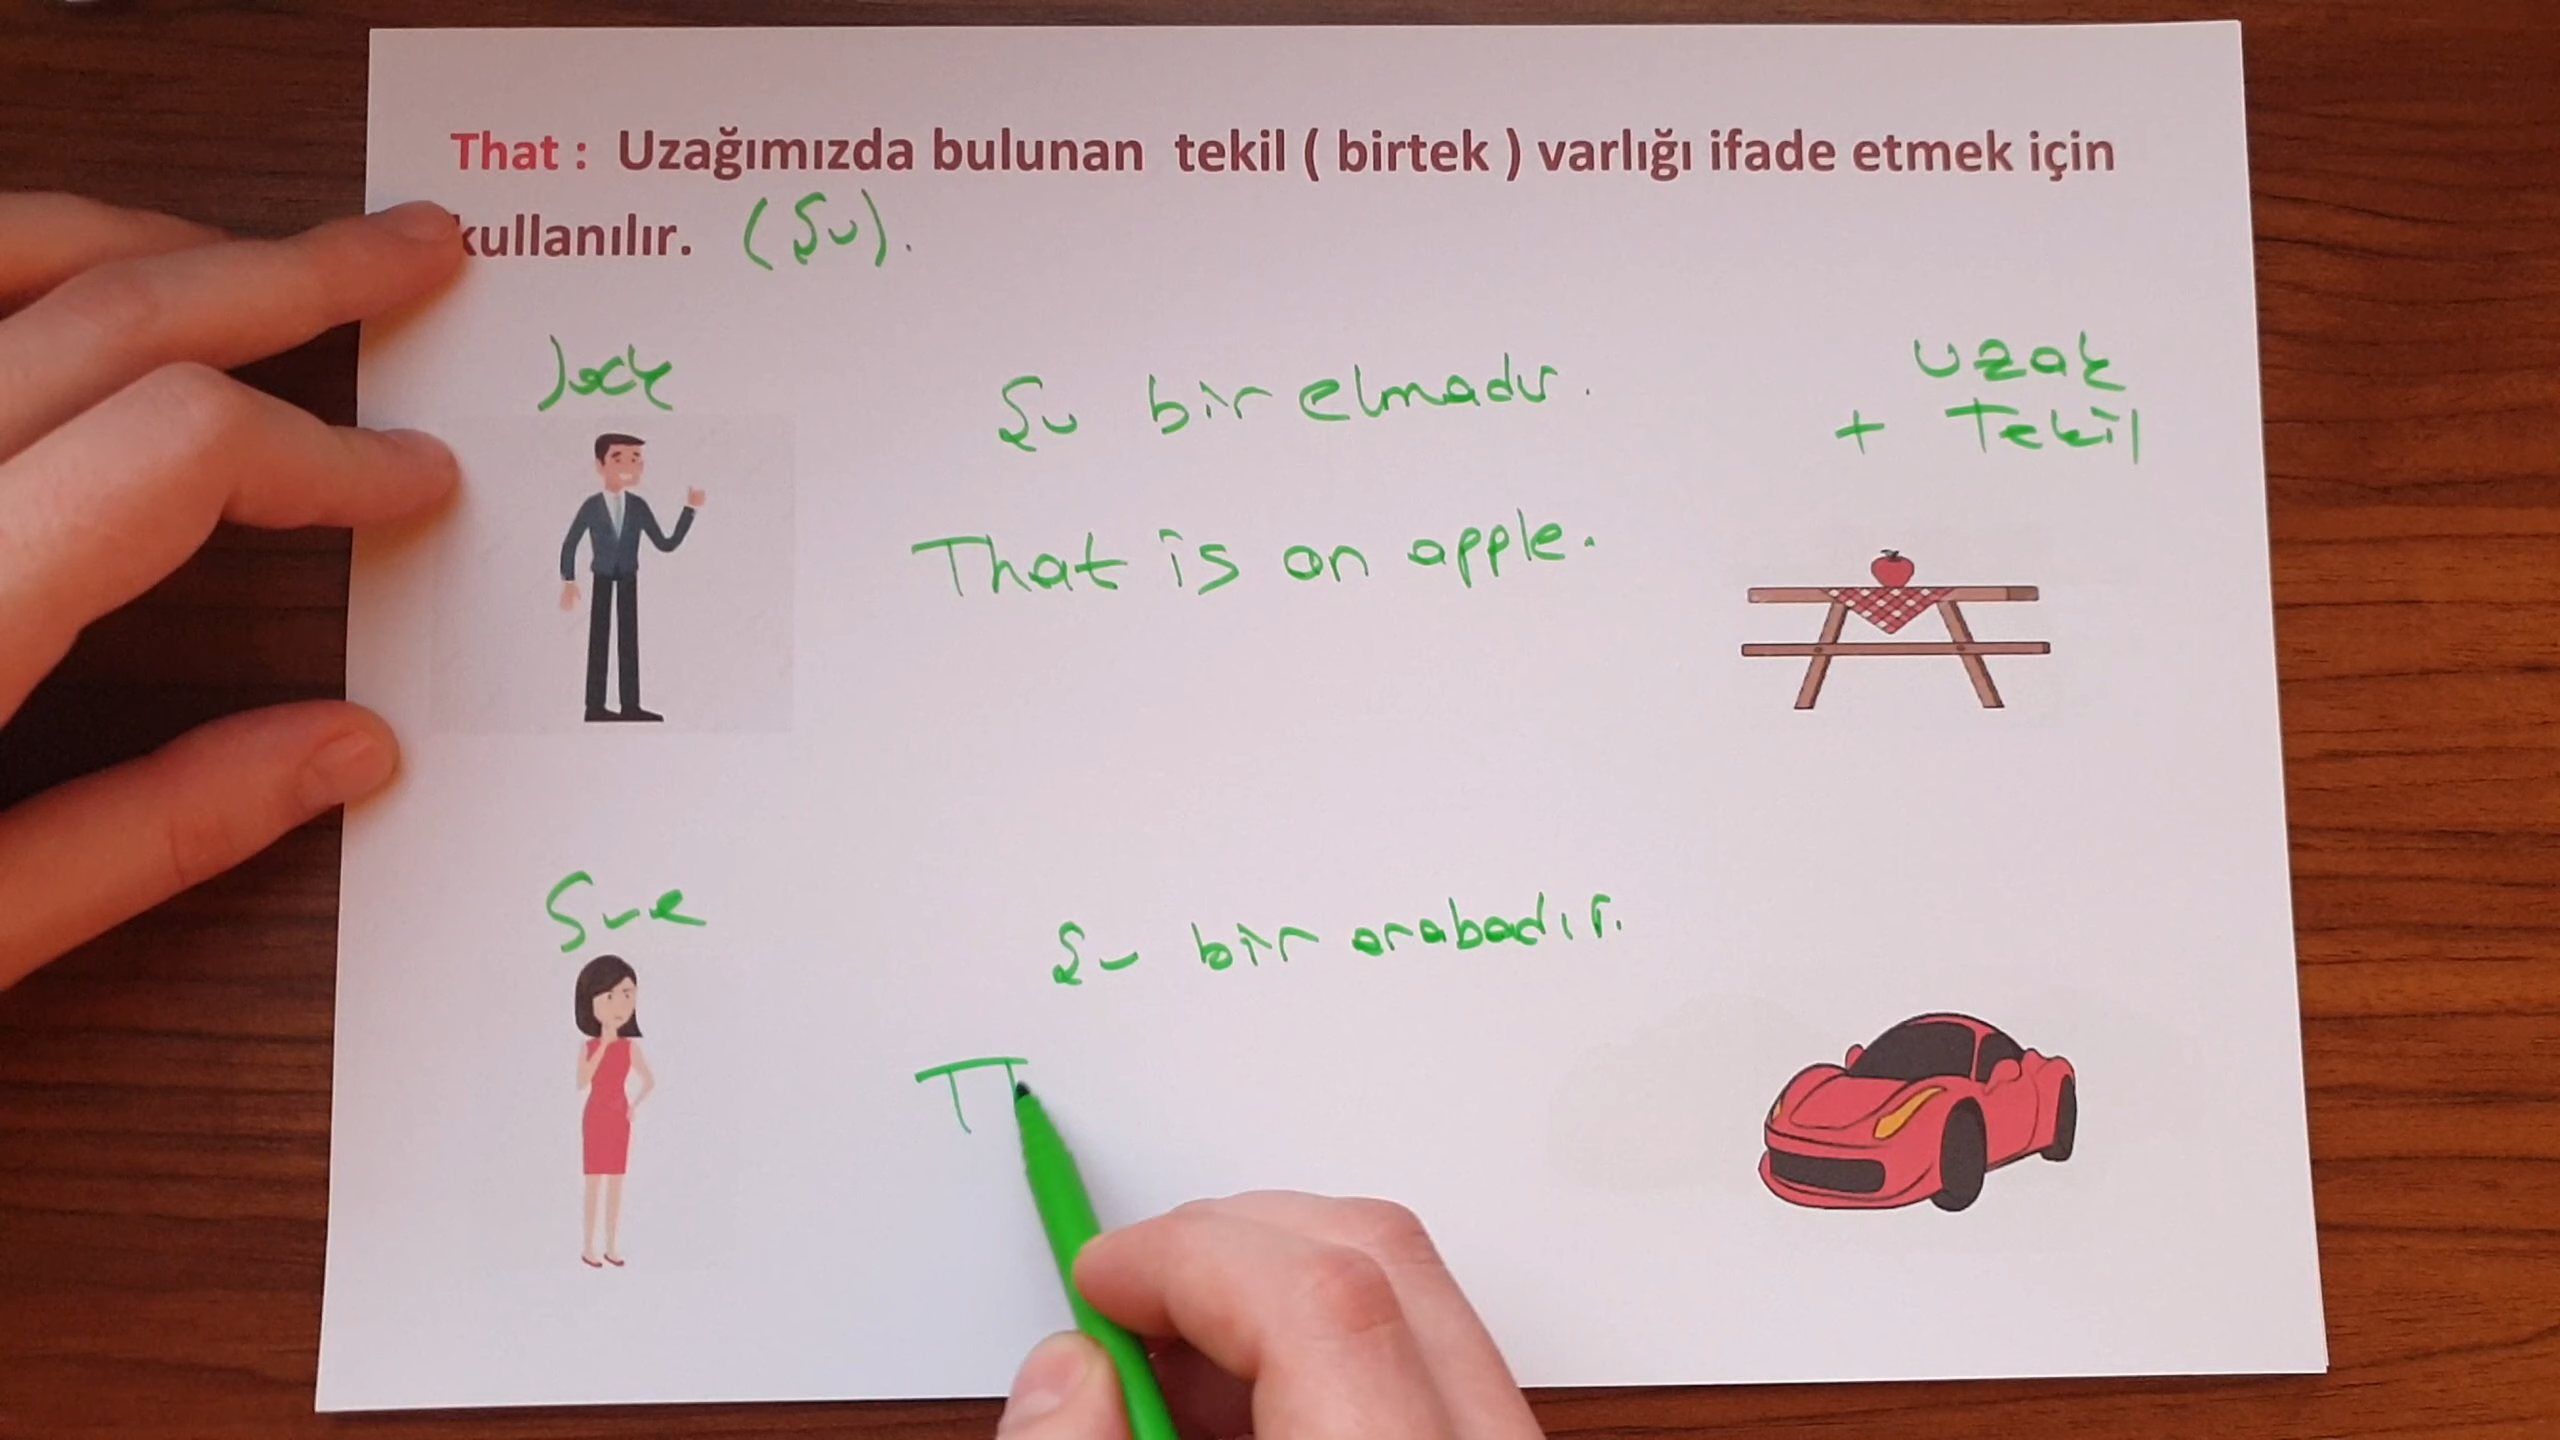 That : Uzağımızda bulunan tekil ( birtek ) varlığı ifade etmek için
kullanılır. (Şu).
Jack
Şu bir elmadır.
uzak
+ Tekil
That is an apple.
Sue
Şu bir arabadır.